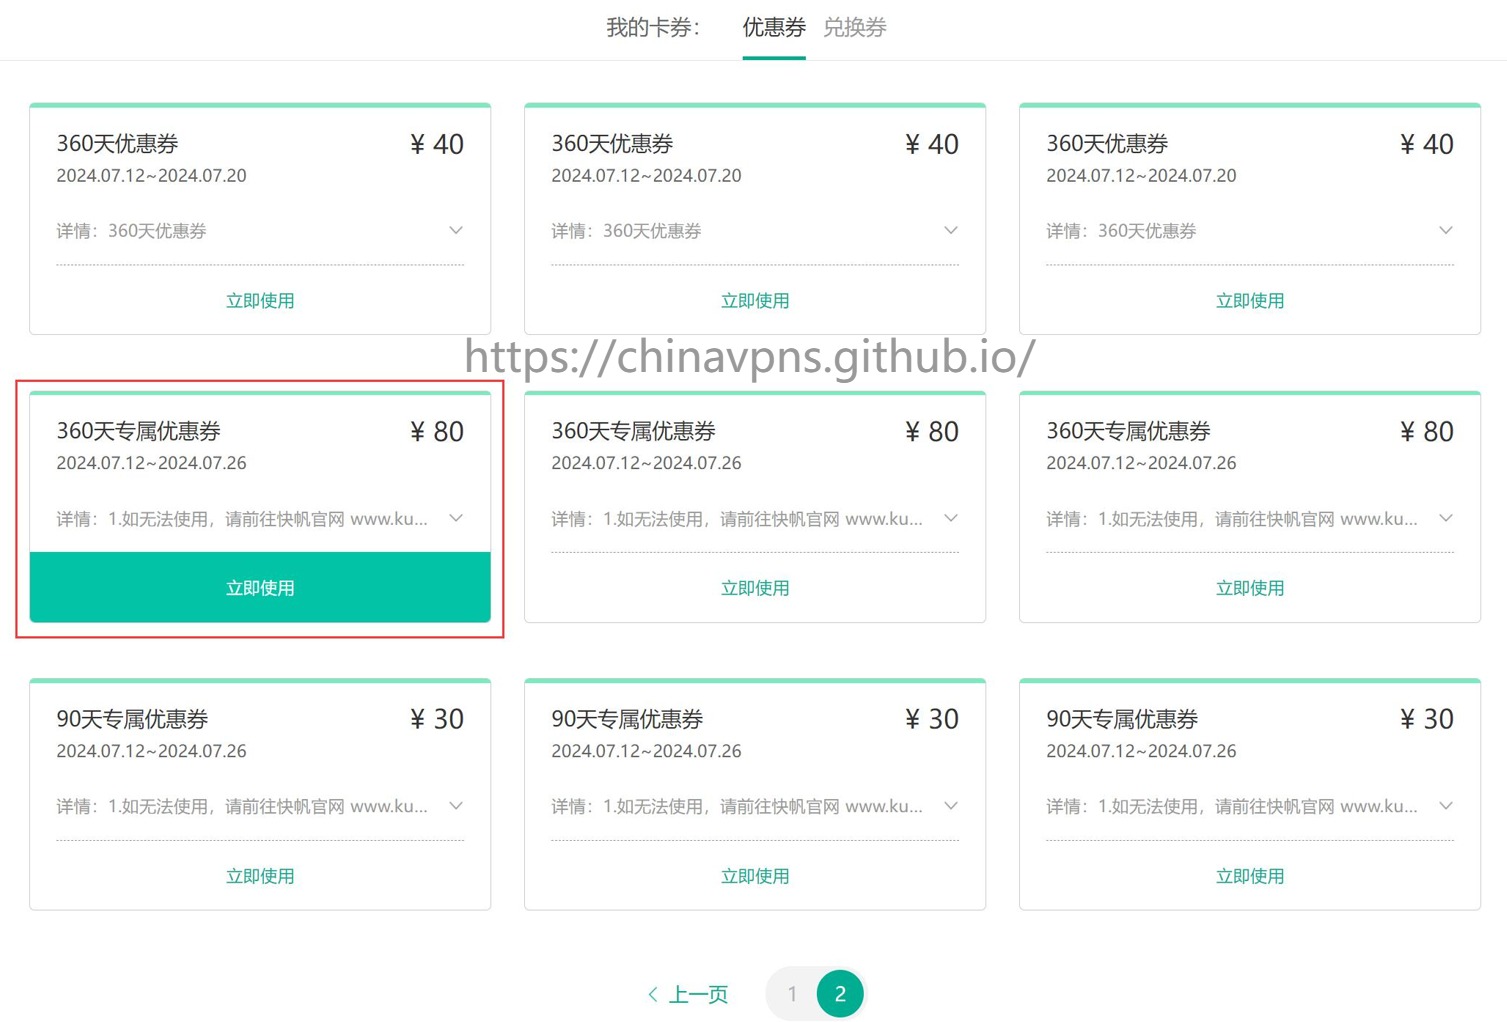 我的卡券： 优惠券 兑换券
360天优惠券 ¥ 40
2024.07.12~2024.07.20
详情：360天优惠券
立即使用
360天优惠券 ¥ 40
2024.07.12~2024.07.20
详情：360天优惠券
立即使用
360天优惠券 ¥ 40
2024.07.12~2024.07.20
详情：360天优惠券
立即使用
https://chinavpns.github.io/
360天专属优惠券 ¥ 80
2024.07.12~2024.07.26
详情：1.如无法使用，请前往快帆官网 www.ku...
立即使用
360天专属优惠券 ¥ 80
2024.07.12~2024.07.26
详情：1.如无法使用，请前往快帆官网 www.ku...
立即使用
360天专属优惠券 ¥ 80
2024.07.12~2024.07.26
详情：1.如无法使用，请前往快帆官网 www.ku...
立即使用
90天专属优惠券 ¥ 30
2024.07.12~2024.07.26
详情：1.如无法使用，请前往快帆官网 www.ku...
立即使用
90天专属优惠券 ¥ 30
2024.07.12~2024.07.26
详情：1.如无法使用，请前往快帆官网 www.ku...
立即使用
90天专属优惠券 ¥ 30
2024.07.12~2024.07.26
详情：1.如无法使用，请前往快帆官网 www.ku...
立即使用
上一页 1 2